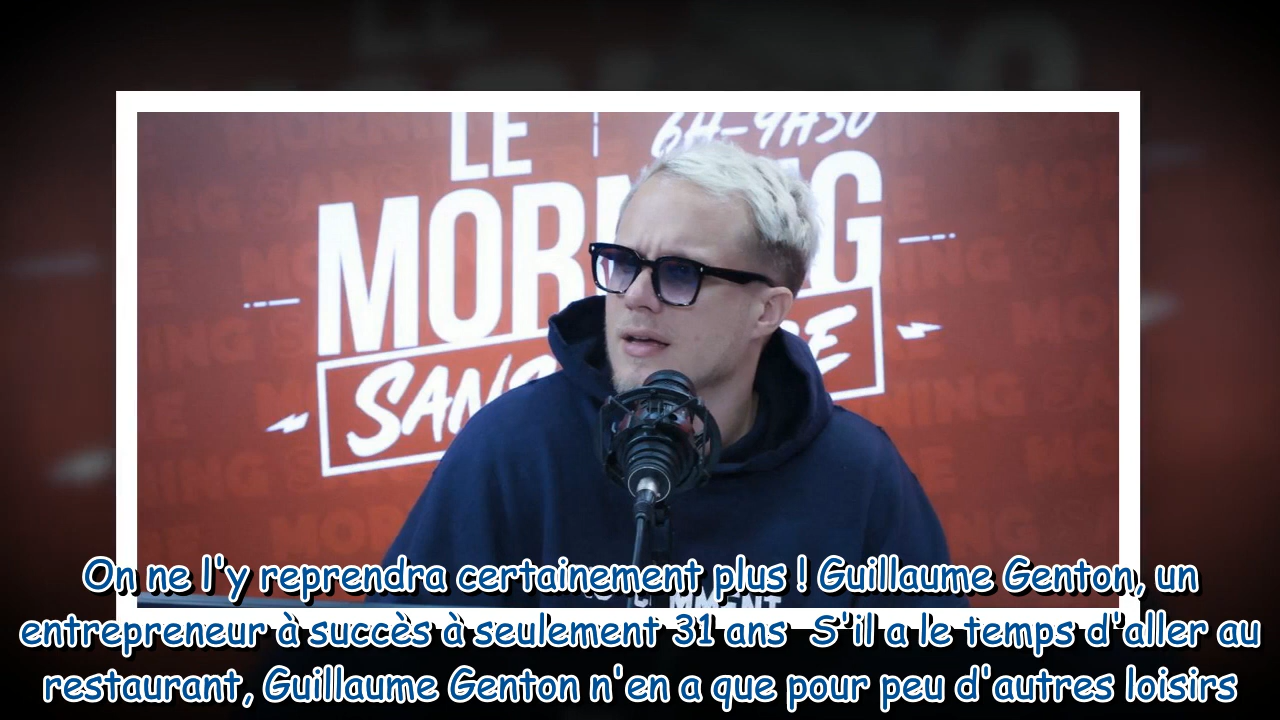 LE
6H-9H30
MORNING
SANS
On ne l'y reprendra certainement plus ! Guillaume Genton, un
entrepreneur à succès à seulement 31 ans  S'il a le temps d'aller au
restaurant, Guillaume Genton n'en a que pour peu d'autres loisirs